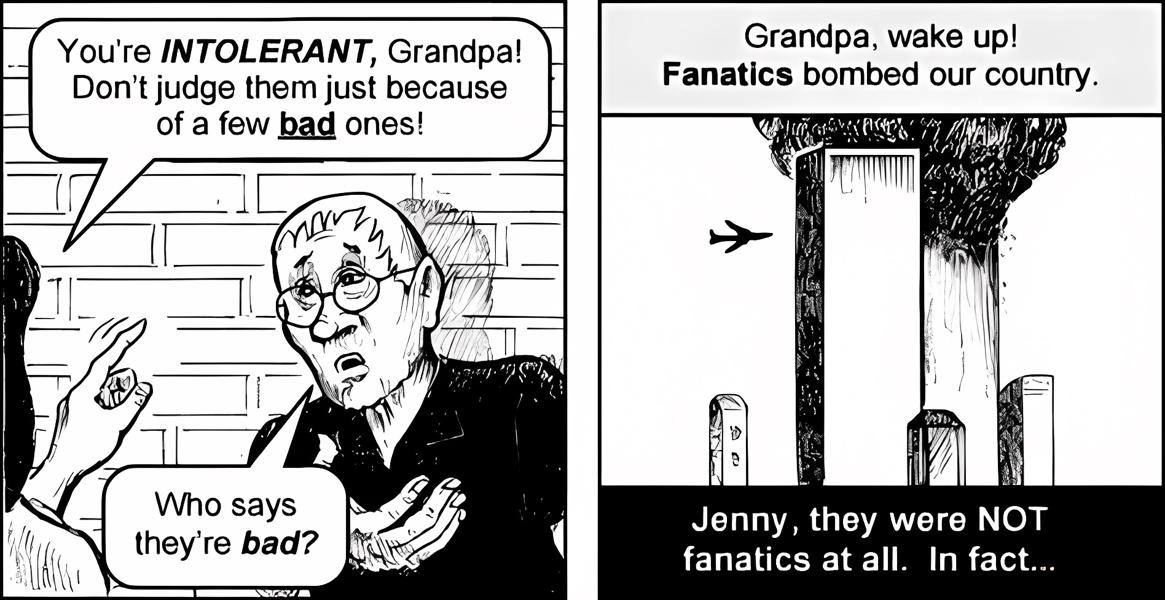 You're INTOLERANT, Grandpa!
Don't judge them just because
of a few bad ones!
Who says
they're bad?
Grandpa, wake up!
Fanatics bombed our country.
Jenny, they were NOT
fanatics at all. In fact...